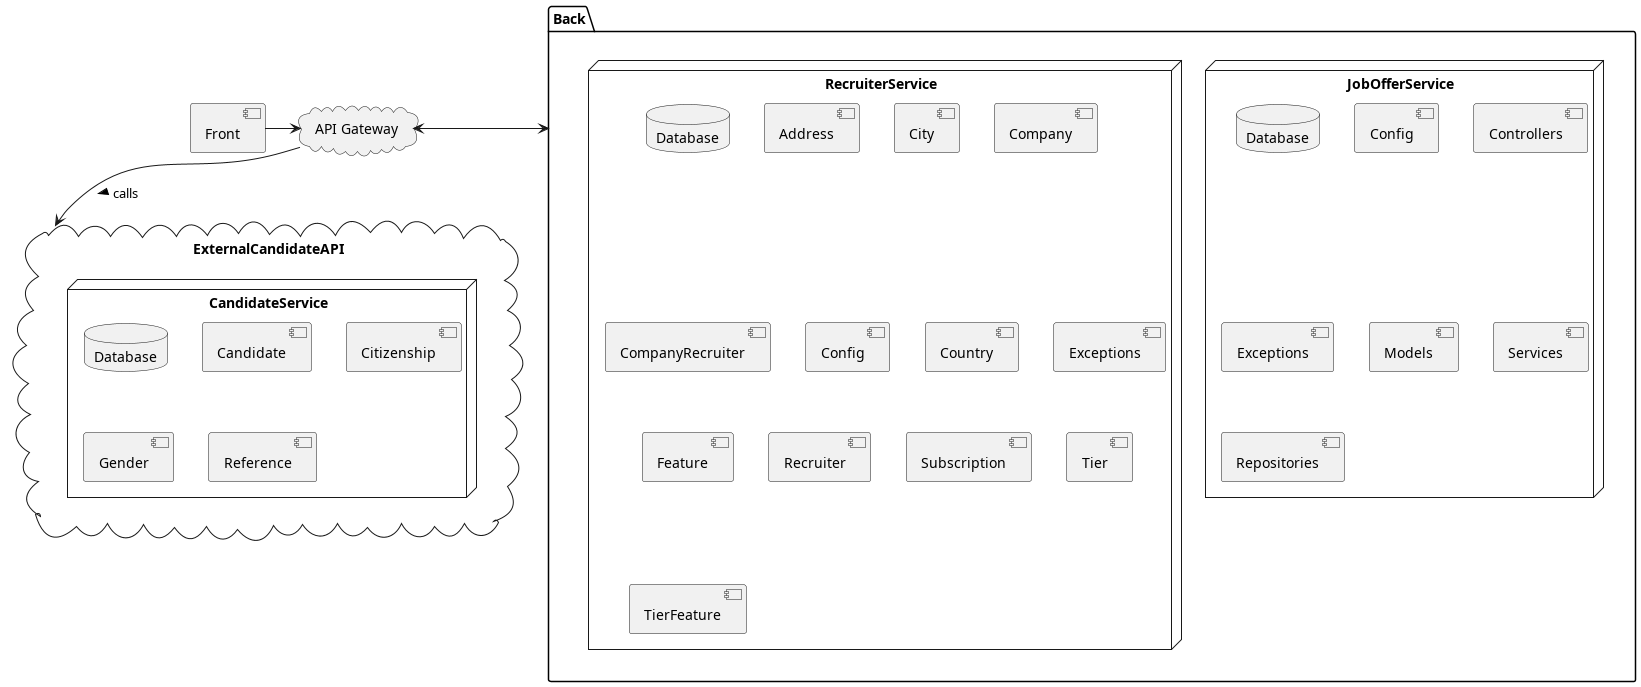 Back
RecruiterService
JobOfferService
Front
API Gateway
Database
Address
City
Company
Database
Config
Controllers
calls
ExternalCandidateAPI
CandidateService
Database
Candidate
Citizenship
CompanyRecruiter
Config
Country
Exceptions
Exceptions
Models
Services
Gender
Reference
Feature
Recruiter
Subscription
Tier
Repositories
TierFeature